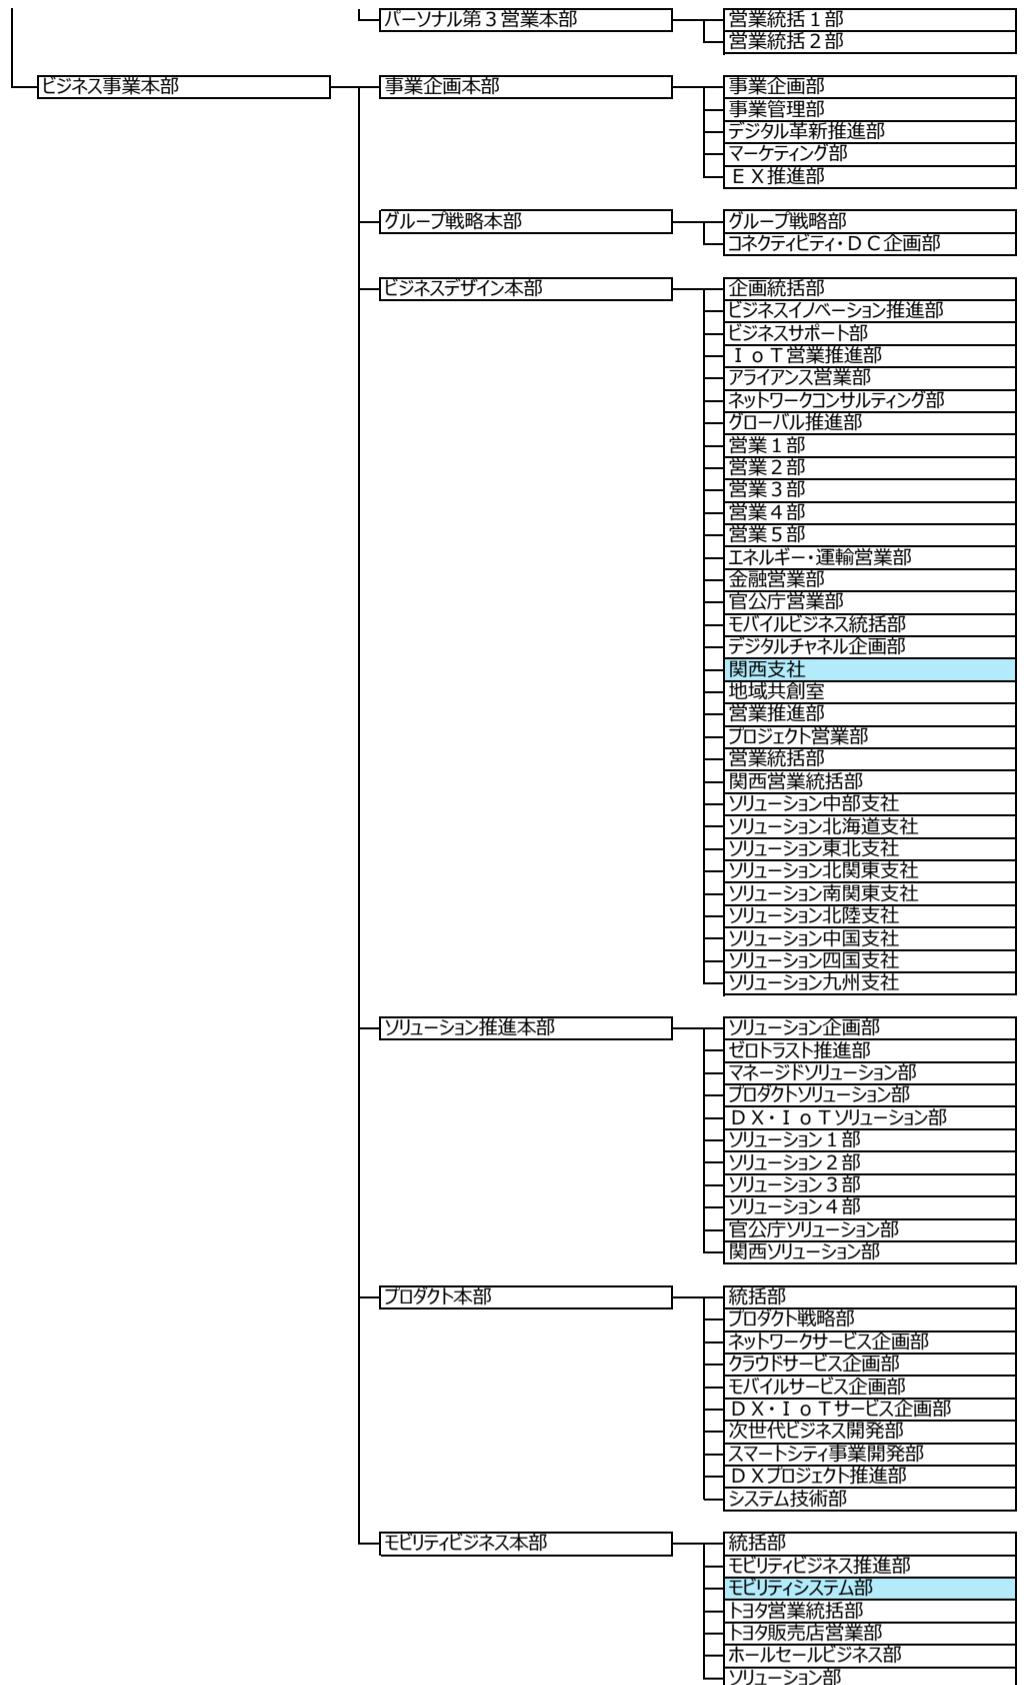 パーソナル第３営業本部
営業統括１部
営業統括２部
ビジネス事業本部
事業企画本部
事業企画部
事業管理部
デジタル革新推進部
マーケティング部
ＥＸ推進部
グループ戦略本部
グループ戦略部
コネクティビティ・ＤＣ企画部
ビジネスデザイン本部
企画統括部
ビジネスイノベーション推進部
ビジネスサポート部
ＩｏＴ営業推進部
アライアンス営業部
ネットワークコンサルティング部
グローバル推進部
営業１部
営業２部
営業３部
営業４部
営業５部
エネルギー・運輸営業部
金融営業部
官公庁営業部
モバイルビジネス統括部
デジタルチャネル企画部
関西支社
地域共創室
営業推進部
プロジェクト営業部
営業統括部
関西営業統括部
ソリューション中部支社
ソリューション北海道支社
ソリューション東北支社
ソリューション北関東支社
ソリューション南関東支社
ソリューション北陸支社
ソリューション中国支社
ソリューション四国支社
ソリューション九州支社
ソリューション推進本部
ソリューション企画部
ゼロトラスト推進部
マネージドソリューション部
プロダクトソリューション部
ＤＸ・ＩｏＴソリューション部
ソリューション１部
ソリューション２部
ソリューション３部
ソリューション４部
官公庁ソリューション部
関西ソリューション部
プロダクト本部
統括部
プロダクト戦略部
ネットワークサービス企画部
クラウドサービス企画部
モバイルサービス企画部
ＤＸ・ＩｏＴサービス企画部
次世代ビジネス開発部
スマートシティ事業開発部
ＤＸプロジェクト推進部
システム技術部
モビリティビジネス本部
統括部
モビリティビジネス推進部
モビリティシステム部
トヨタ営業統括部
トヨタ販売店営業部
ホールセールビジネス部
ソリューション部